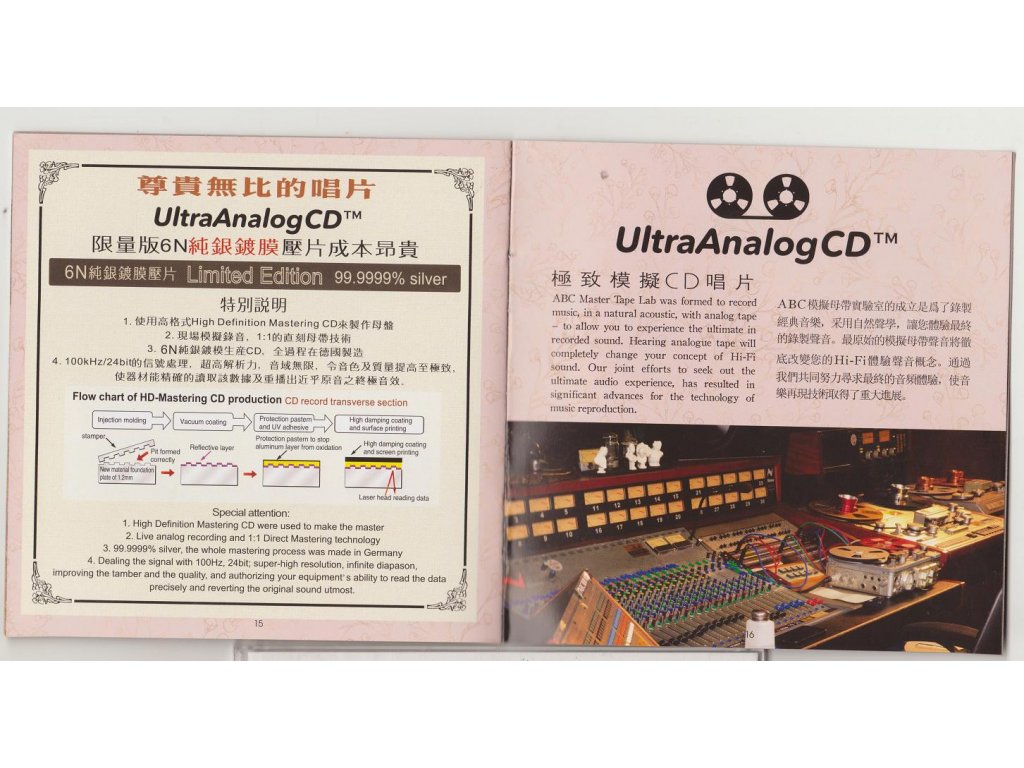 尊貴無比的唱片
UltraAnalogCD™
限量版6N純銀鍍膜壓片成本昂貴
6N純銀鍍膜壓片 Limited Edition 99.9999% silver
特別説明
1. 使用高格式High Definition Mastering CD來製作母盤
2. 現場模擬錄音，1:1的直刻母帶技術
3. 6N純銀鍍模生產CD，全過程在德國製造
4. 100kHz/24bit的信號處理，超高解析力，音域無限，令音色及質量提高至極致，
使器材能精確的讀取該數據及重播出近乎原音之終極音效。
Flow chart of HD-Mastering CD production CD record transverse section
Injection molding
Vacuum coating
Protection pastern
and UV adhesive
High damping coating
and surface printing
stamper
Pit formed
correctly
New material foundation
plate of 1.2mm
Reflective layer
Protection pastern to stop
aluminum layer from oxidation
High damping coating
and screen printing
Laser head reading data
Special attention:
1. High Definition Mastering CD were used to make the master
2. Live analog recording and 1:1 Direct Mastering technology
3. 99.9999% silver, the whole mastering process was made in Germany
4. Dealing the signal with 100Hz, 24bit; super-high resolution, infinite diapason,
improving the tamber and the quality, and authorizing your equipment's ability to read the data
precisely and reverting the original sound utmost.
15
UltraAnalogCD™
極致模擬CD唱片
ABC Master Tape Lab was formed to record
music, in a natural acoustic, with analog tape
– to allow you to experience the ultimate in
recorded sound. Hearing analogue tape will
completely change your concept of Hi-Fi
sound. Our joint efforts to seek out the
ultimate audio experience, has resulted in
significant advances for the technology of
music reproduction.
ABC模擬母帶實驗室的成立是爲了錄製
經典音樂，采用自然聲學，讓您體驗最終
的錄製聲音。最原始的模擬母帶聲音將徹
底改變您的Hi-Fi體驗聲音概念。通過
我們共同努力尋求最終的音頻體驗，使音
樂再現技術取得了重大進展。
16